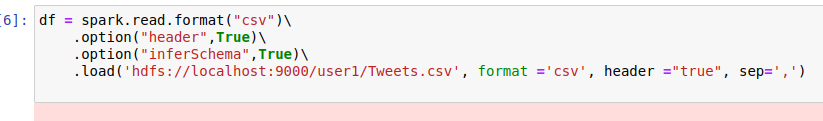 [6]: df = spark.read.format("csv")\
.option("header",True)\
.option("inferSchema",True)\
.load('hdfs://localhost:9000/user1/Tweets.csv', format ='csv', header ="true", sep=',')